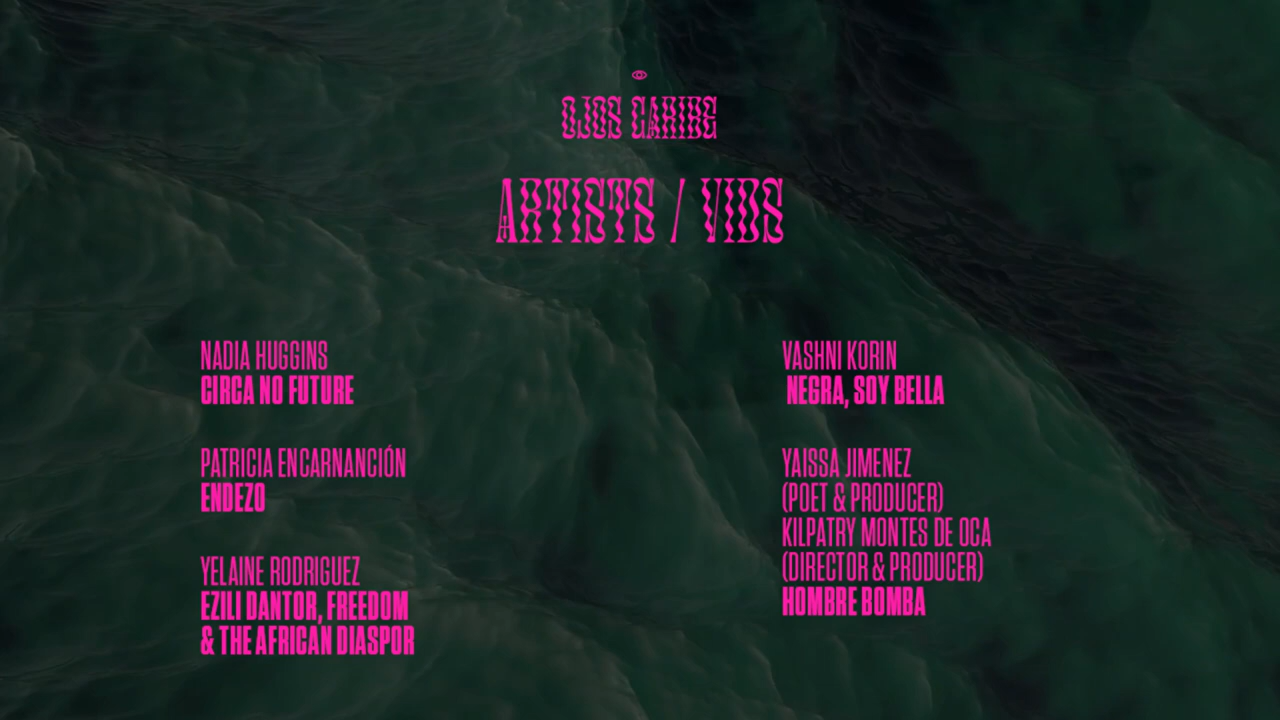 OJOS CARIBE
ARTISTS / VIDS
NADIA HUGGINS
CIRCA NO FUTURE
PATRICIA ENCARNANCIÓN
ENDEZO
YELAINE RODRIGUEZ
EZILI DANTOR, FREEDOM
& THE AFRICAN DIASPOR
VASHNI KORIN
NEGRA, SOY BELLA
YAISSA JIMENEZ
(POET & PRODUCER)
KILPATRY MONTES DE OCA
(DIRECTOR & PRODUCER)
HOMBRE BOMBA